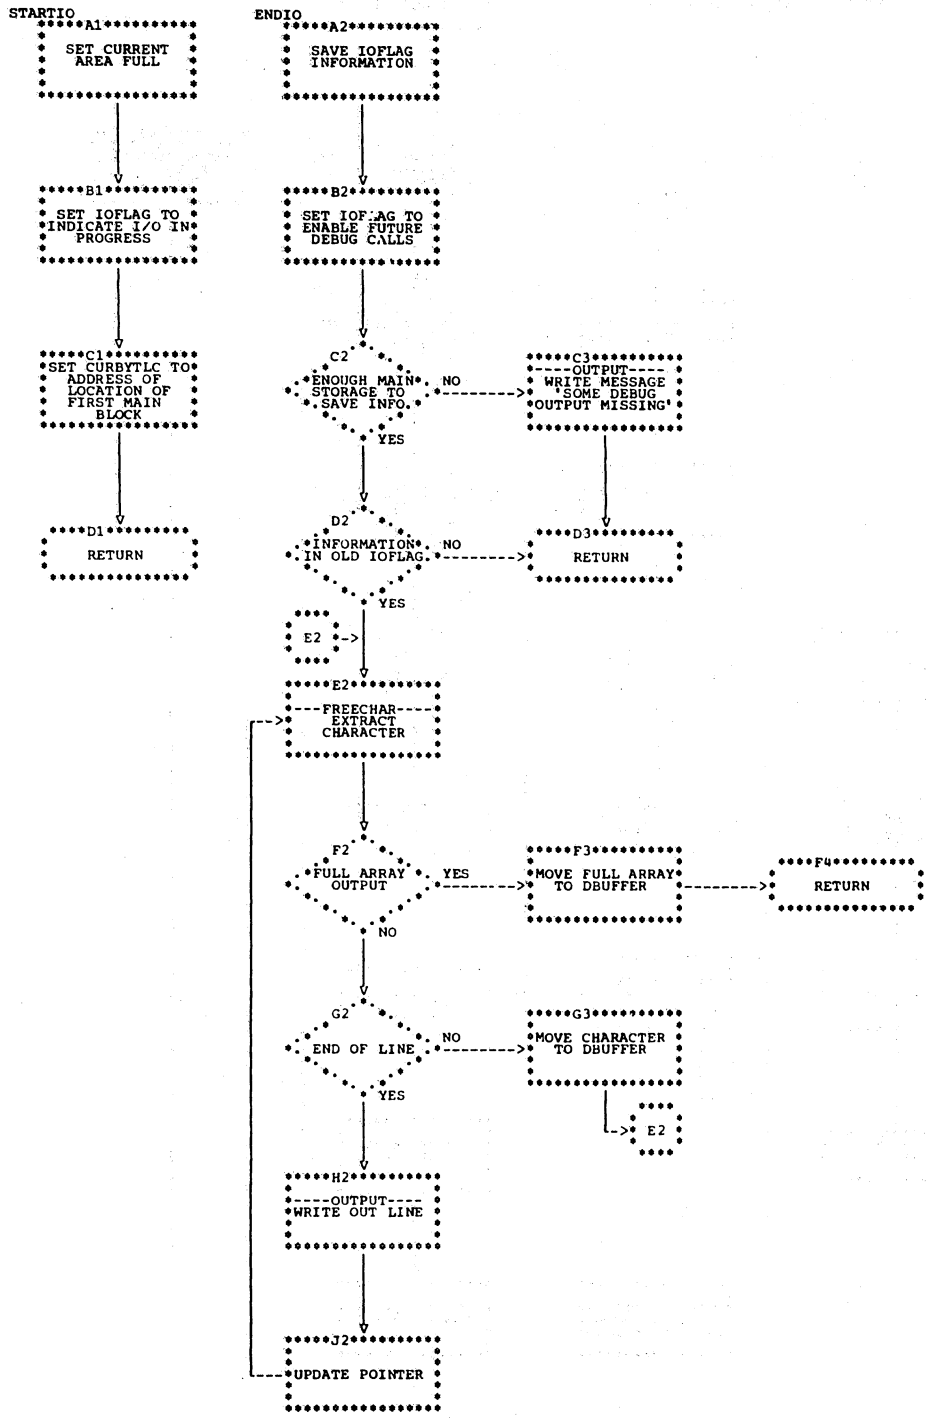 STARTIO
A1
SET CURRENT
AREA FULL
B1
SET IOFLAG TO
INDICATE I/O IN
PROGRESS
C1
SET CURBYTLC TO
ADDRESS OF
LOCATION OF
FIRST MAIN
BLOCK
D1
RETURN
ENDIO
A2
SAVE IOFLAG
INFORMATION
B2
SET IOFLAG TO
ENABLE FUTURE
DEBUG CALLS
C2
ENOUGH MAIN
STORAGE TO
SAVE INFO.
NO
YES
C3
OUTPUT
WRITE MESSAGE
'SOME DEBUG
OUTPUT MISSING'
D2
INFORMATION
IN OLD IOFLAG
NO
YES
D3
RETURN
E2
E2
FREECHAR
EXTRACT
CHARACTER
F2
FULL ARRAY
OUTPUT
YES
NO
F3
MOVE FULL ARRAY
TO DBUFFER
F4
RETURN
G2
END OF LINE
NO
YES
G3
MOVE CHARACTER
TO DBUFFER
E2
H2
OUTPUT
WRITE OUT LINE
J2
UPDATE POINTER